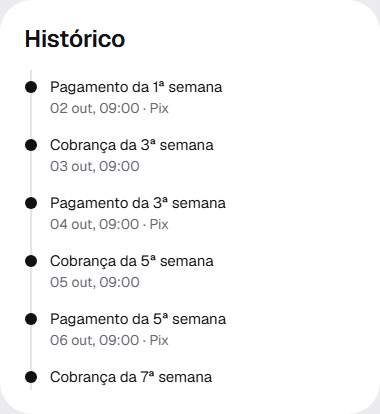 Histórico
Pagamento da 1ª semana
02 out, 09:00 · Pix
Cobrança da 3ª semana
03 out, 09:00
Pagamento da 3ª semana
04 out, 09:00 · Pix
Cobrança da 5ª semana
05 out, 09:00
Pagamento da 5ª semana
06 out, 09:00 · Pix
Cobrança da 7ª semana